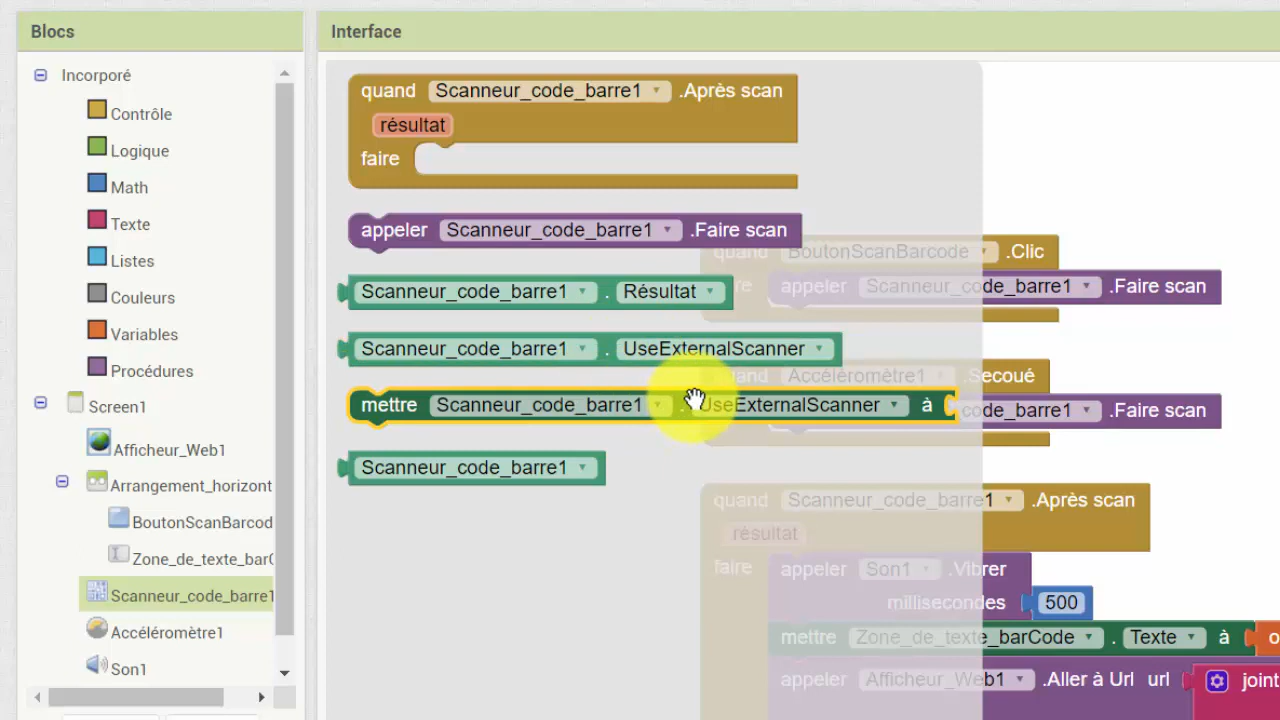 Blocs
Incorporé
Contrôle
Logique
Math
Texte
Listes
Couleurs
Variables
Procédures
Screen1
Afficheur_Web1
Arrangement_horizont
BoutonScanBarcod
Zone_de_texte_bar
Scanneur_code_barre1
Accéléromètre1
Son1
Interface
quand Scanneur_code_barre1 .Après scan
résultat
faire
appeler Scanneur_code_barre1 .Faire scan
Scanneur_code_barre1 . Résultat
Scanneur_code_barre1 . UseExternalScanner
mettre Scanneur_code_barre1 . UseExternalScanner à
Scanneur_code_barre1
quand BoutonScanBarcode .Clic
re appeler Scanneur_code_barre1 .Faire scan
uand Accéléromètre1 .Secoué
code_barre1 .Faire scan
quand Scanneur_code_barre1 .Après scan
résultat
faire appeler Son1 .Vibrer
millisecondes 500
mettre Zone_de_texte_barCode . Texte à o
appeler Afficheur_Web1 .Aller à Url url joint